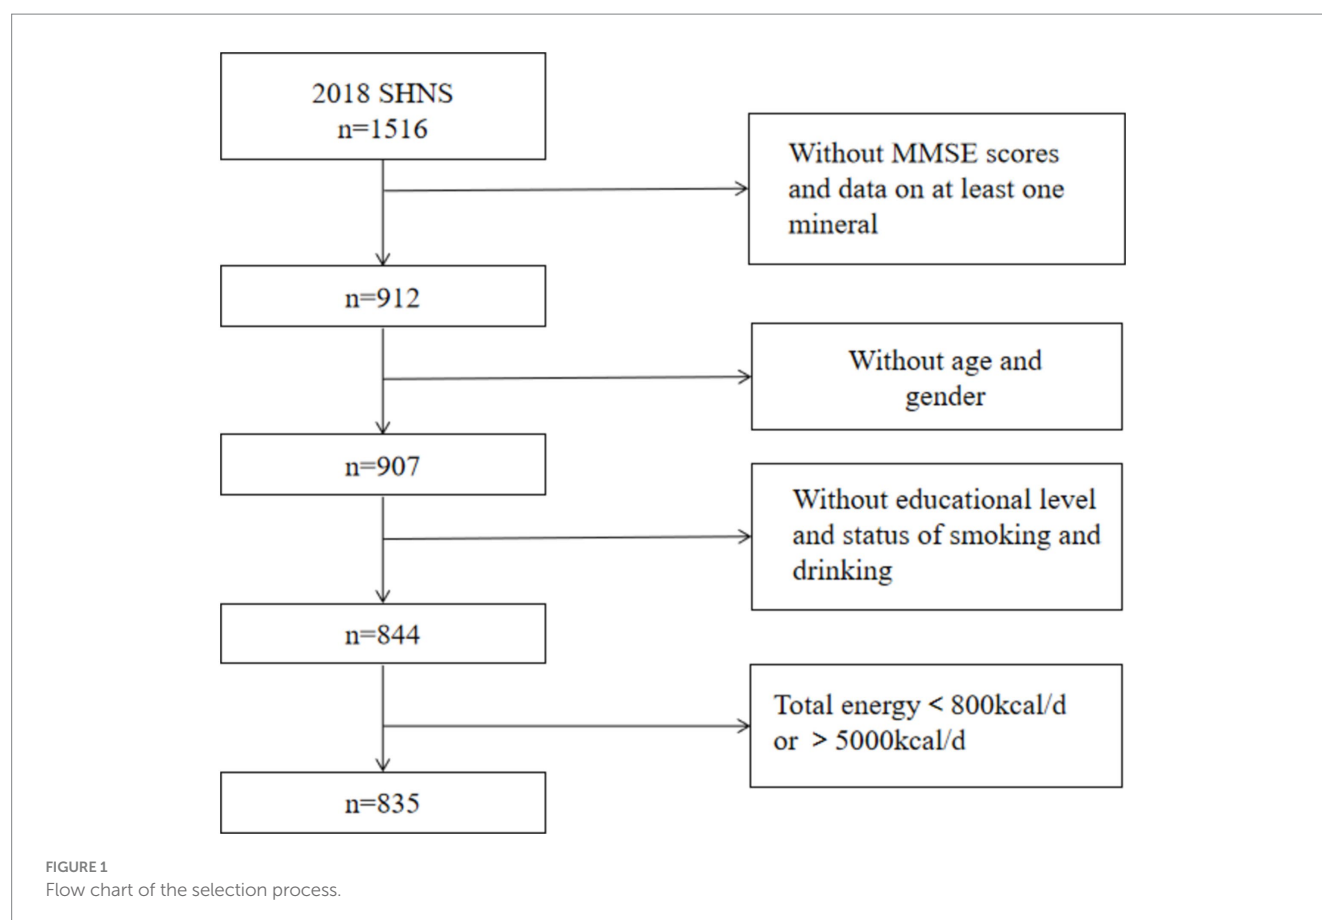 2018 SHNS
n=1516
Without MMSE scores
and data on at least one
mineral
n=912
Without age and
gender
n=907
Without educational level
and status of smoking and
drinking
n=844
Total energy < 800kcal/d
or > 5000kcal/d
n=835
FIGURE 1
Flow chart of the selection process.